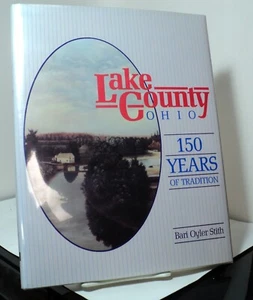 Lake
County
OHIO
150
YEARS
OF TRADITION
Bari Oyler Stith